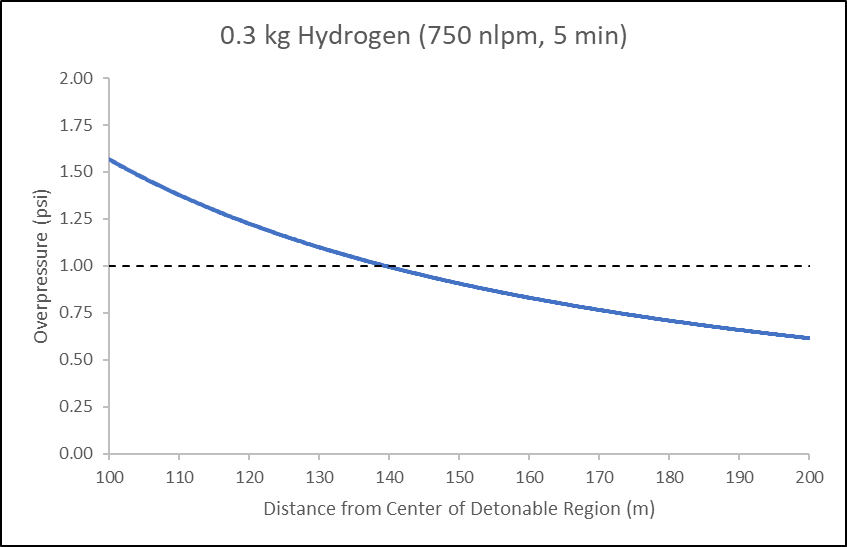 0.3 kg Hydrogen (750 nlpm, 5 min)
2.00
1.75
1.50
1.25
1.00
0.75
0.50
0.25
0.00
Overpressure (psi)
100 110 120 130 140 150 160 170 180 190 200
Distance from Center of Detonable Region (m)